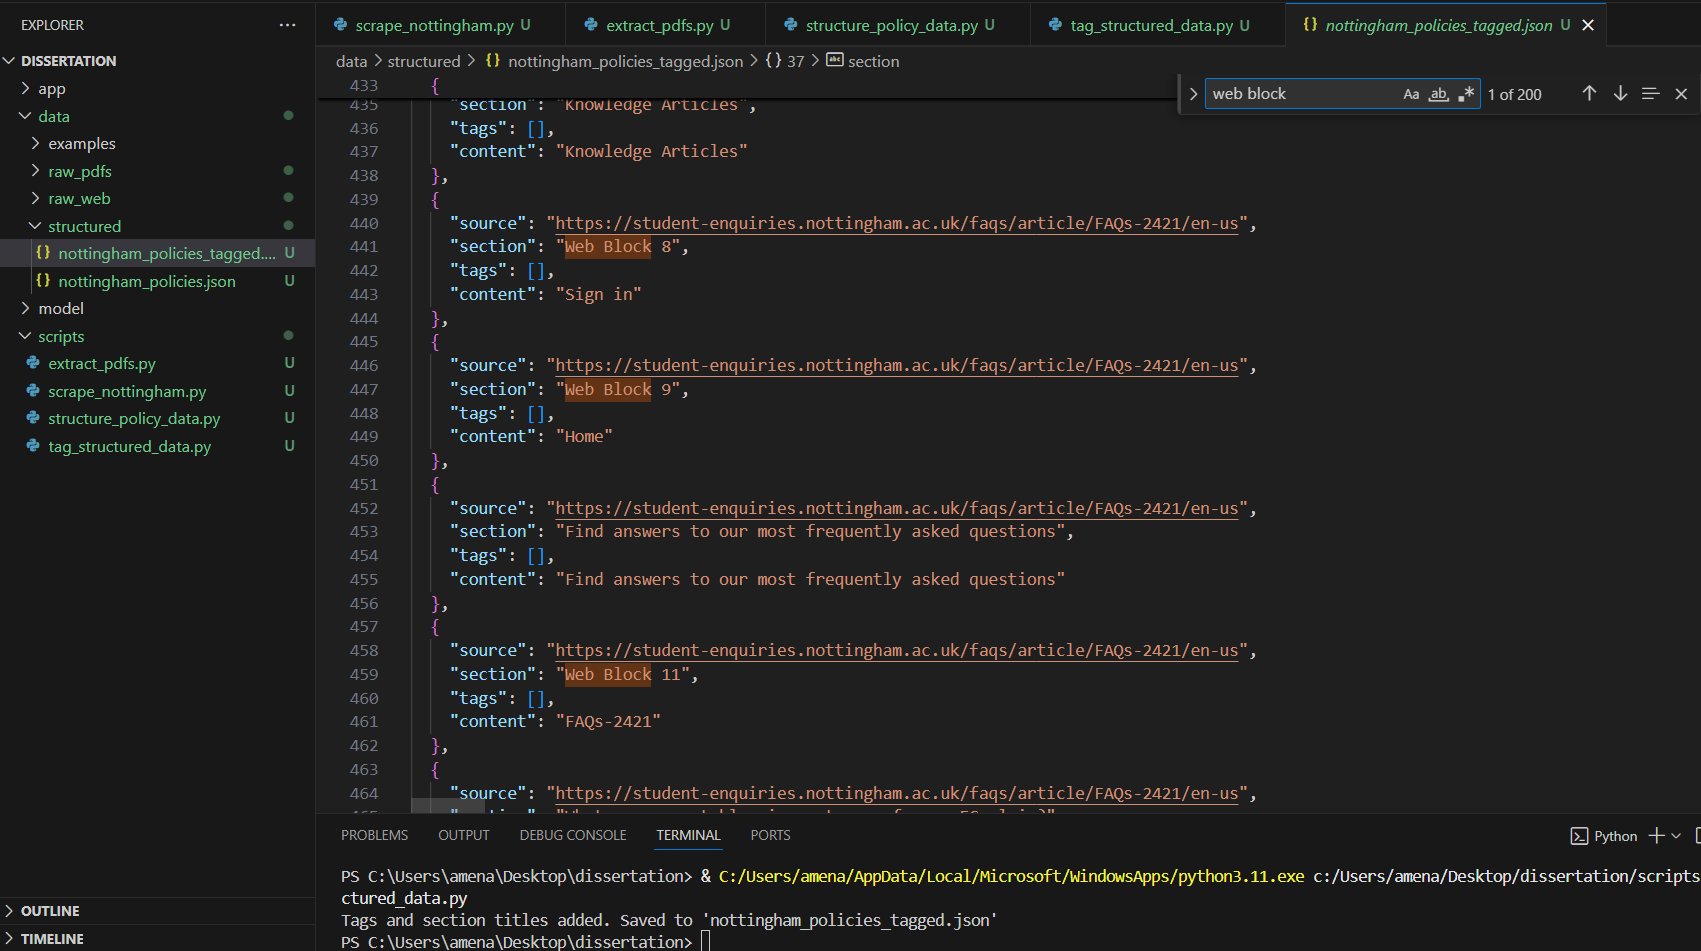 EXPLORER
DISSERTATION
app
data
examples
raw_pdfs
raw_web
structured
nottingham_policies_tagged.... U
nottingham_policies.json U
model
scripts
extract_pdfs.py U
scrape_nottingham.py U
structure_policy_data.py U
tag_structured_data.py U
OUTLINE
TIMELINE
scrape_nottingham.py U extract_pdfs.py U structure_policy_data.py U tag_structured_data.py U {} nottingham_policies_tagged.json U
data > structured > {} nottingham_policies_tagged.json > {} 37 > abc section
web block Aa ab .* 1 of 200
433 {
435 "section": "Knowledge Articles",
436 "tags": [],
437 "content": "Knowledge Articles"
438 },
439 {
440 "source": "https://student-enquiries.nottingham.ac.uk/faqs/article/FAQs-2421/en-us",
441 "section": "Web Block 8",
442 "tags": [],
443 "content": "Sign in"
444 },
445 {
446 "source": "https://student-enquiries.nottingham.ac.uk/faqs/article/FAQs-2421/en-us",
447 "section": "Web Block 9",
448 "tags": [],
449 "content": "Home"
450 },
451 {
452 "source": "https://student-enquiries.nottingham.ac.uk/faqs/article/FAQs-2421/en-us",
453 "section": "Find answers to our most frequently asked questions",
454 "tags": [],
455 "content": "Find answers to our most frequently asked questions"
456 },
457 {
458 "source": "https://student-enquiries.nottingham.ac.uk/faqs/article/FAQs-2421/en-us",
459 "section": "Web Block 11",
460 "tags": [],
461 "content": "FAQs-2421"
462 },
463 {
464 "source": "https://student-enquiries.nottingham.ac.uk/faqs/article/FAQs-2421/en-us",
PROBLEMS OUTPUT DEBUG CONSOLE TERMINAL PORTS Python
PS C:\Users\amena\Desktop\dissertation> & C:/Users/amena/AppData/Local/Microsoft/WindowsApps/python3.11.exe c:/Users/amena/Desktop/dissertation/scripts
ctured_data.py
Tags and section titles added. Saved to 'nottingham_policies_tagged.json'
PS C:\Users\amena\Desktop\dissertation>